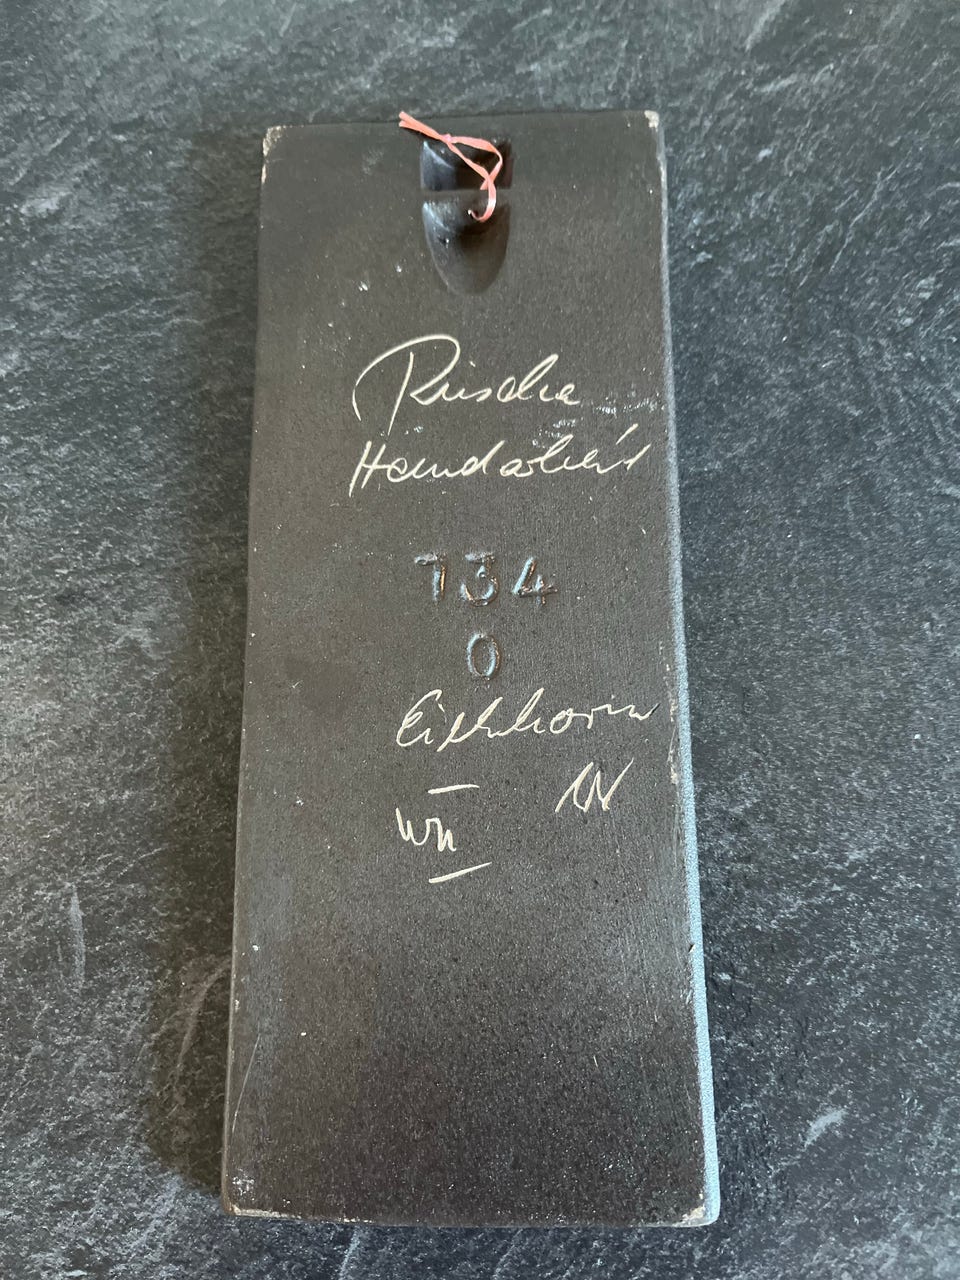 Ruscha
Handarbeit
734
0
Eichhorn